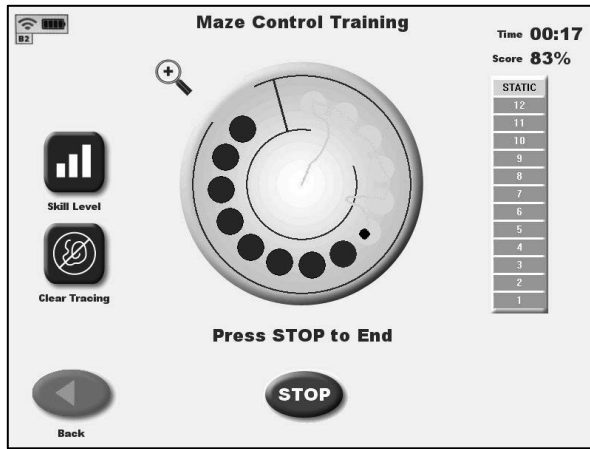 Maze Control Training
B2
Time 00:17
Score 83%
STATIC
12
11
10
9
8
7
6
5
4
3
2
1
Skill Level
Clear Tracing
Press STOP to End
STOP
Back